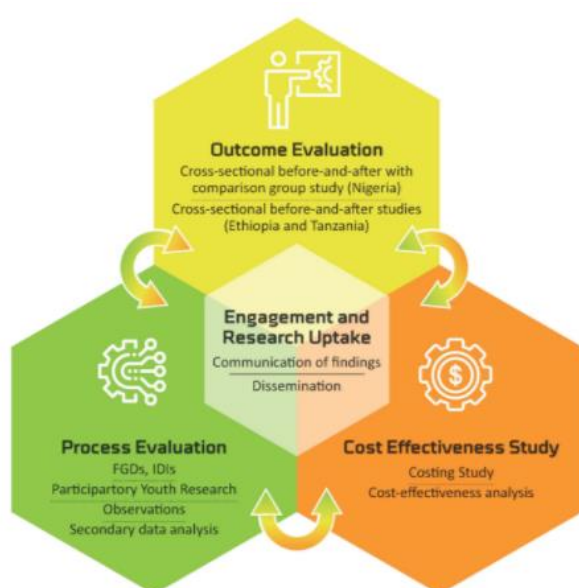 Outcome Evaluation
Cross-sectional before-and-after with
comparison group study (Nigeria)
Cross-sectional before-and-after studies
(Ethiopia and Tanzania)
Engagement and
Research Uptake
Communication of findings
Dissemination
Process Evaluation
FGDs, IDIs
Participartory Youth Research
Observations
Secondary data analysis
$
Cost Effectiveness Study
Costing Study
Cost-effectiveness analysis